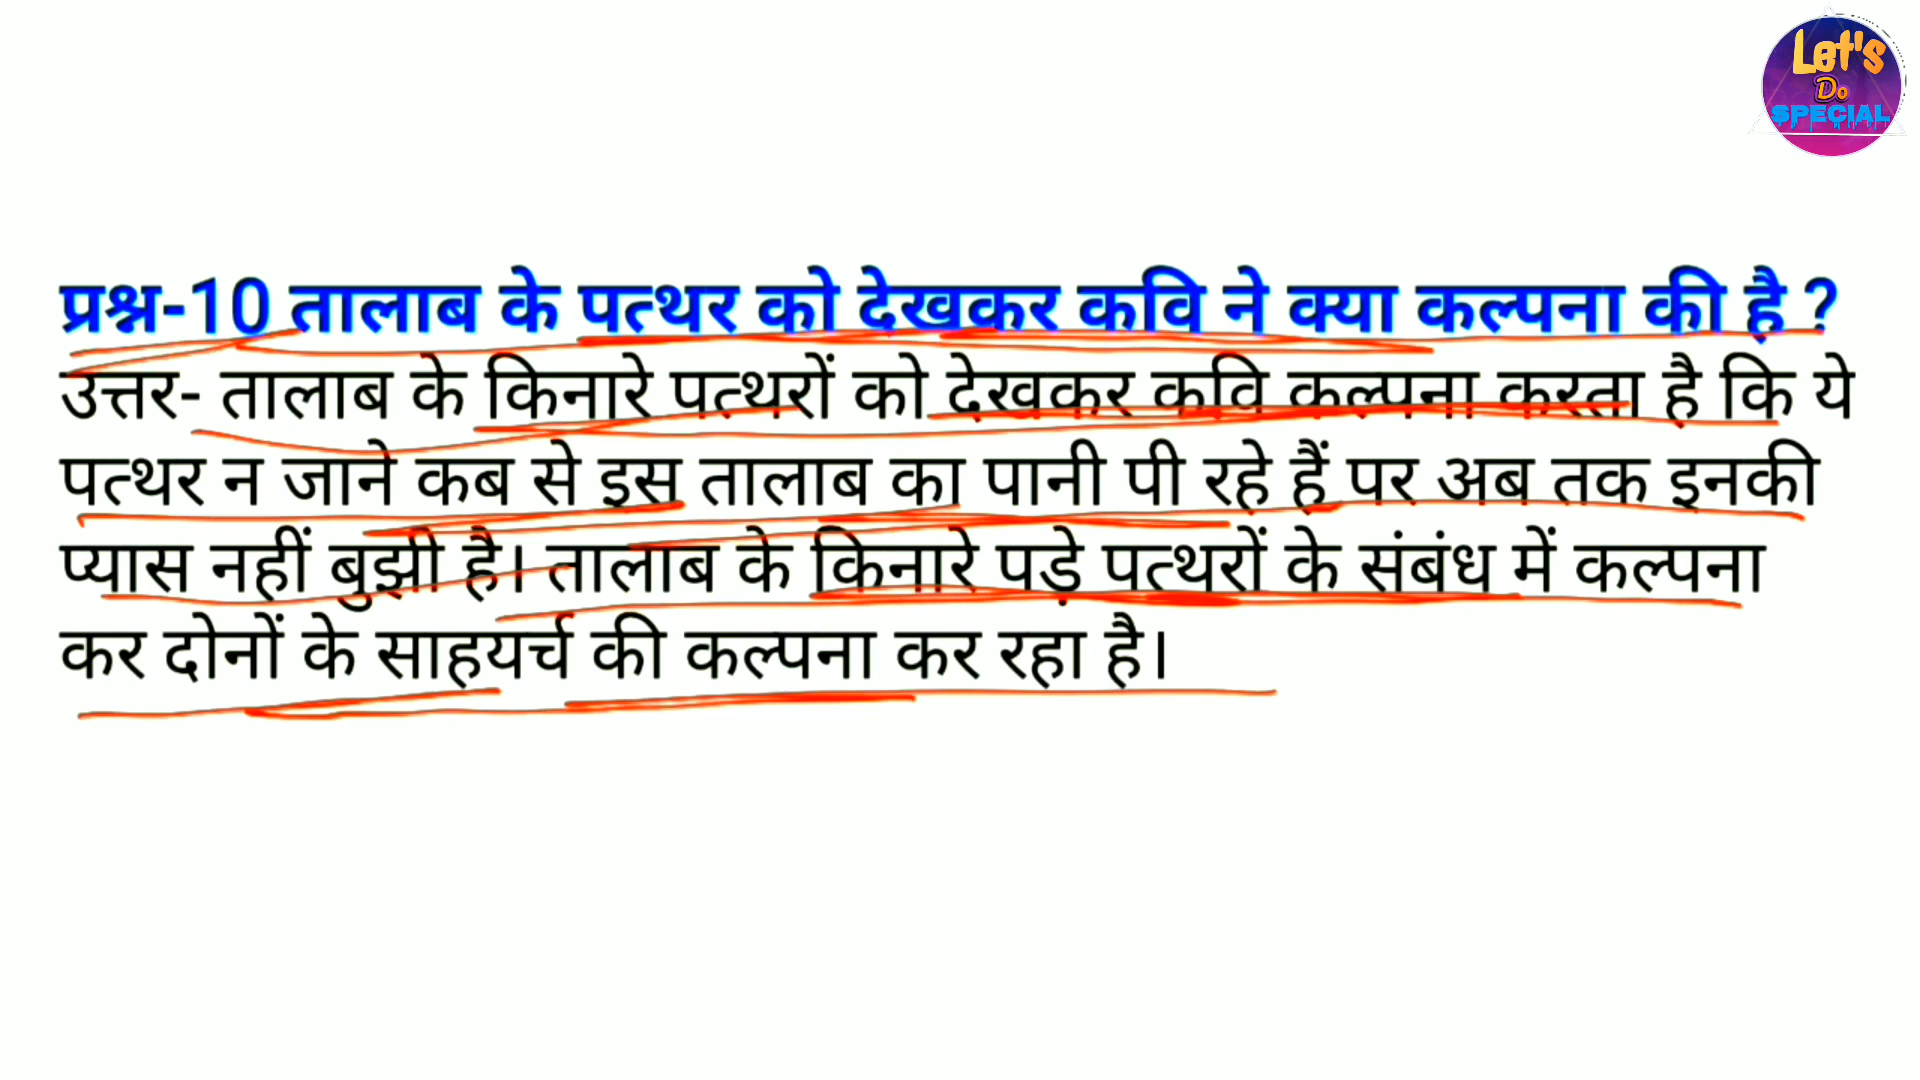 Let's
Do
SPECIAL
प्रश्न-10 तालाब के पत्थर को देखकर कवि ने क्या कल्पना की है ?
उत्तर- तालाब के किनारे पत्थरों को देखकर कवि कल्पना करता है कि ये
पत्थर न जाने कब से इस तालाब का पानी पी रहे हैं पर अब तक इनकी
प्यास नहीं बुझी है। तालाब के किनारे पड़े पत्थरों के संबंध में कल्पना
कर दोनों के साहयर्च की कल्पना कर रहा है।